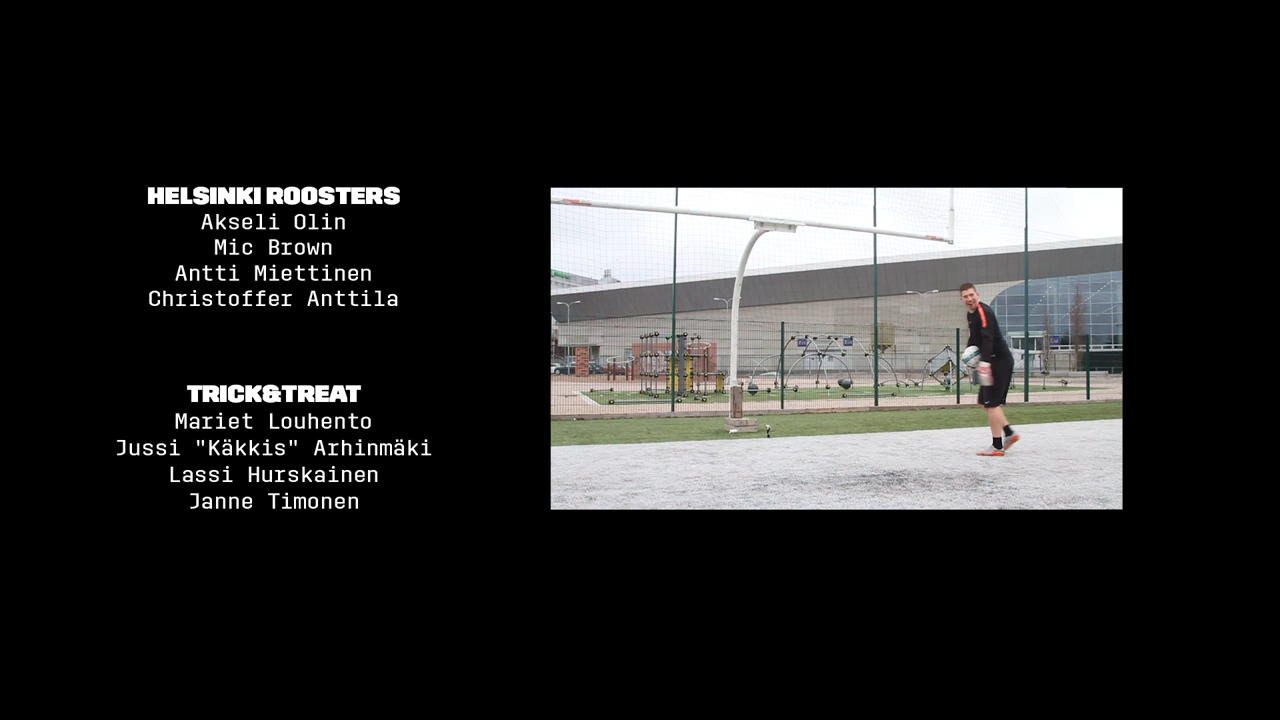 HELSINKI ROOSTERS
Akseli Olin
Mic Brown
Antti Miettinen
Christoffer Anttila
TRICK&TREAT
Mariet Louhento
Jussi "Käkkis" Arhinmäki
Lassi Hurskainen
Janne Timonen